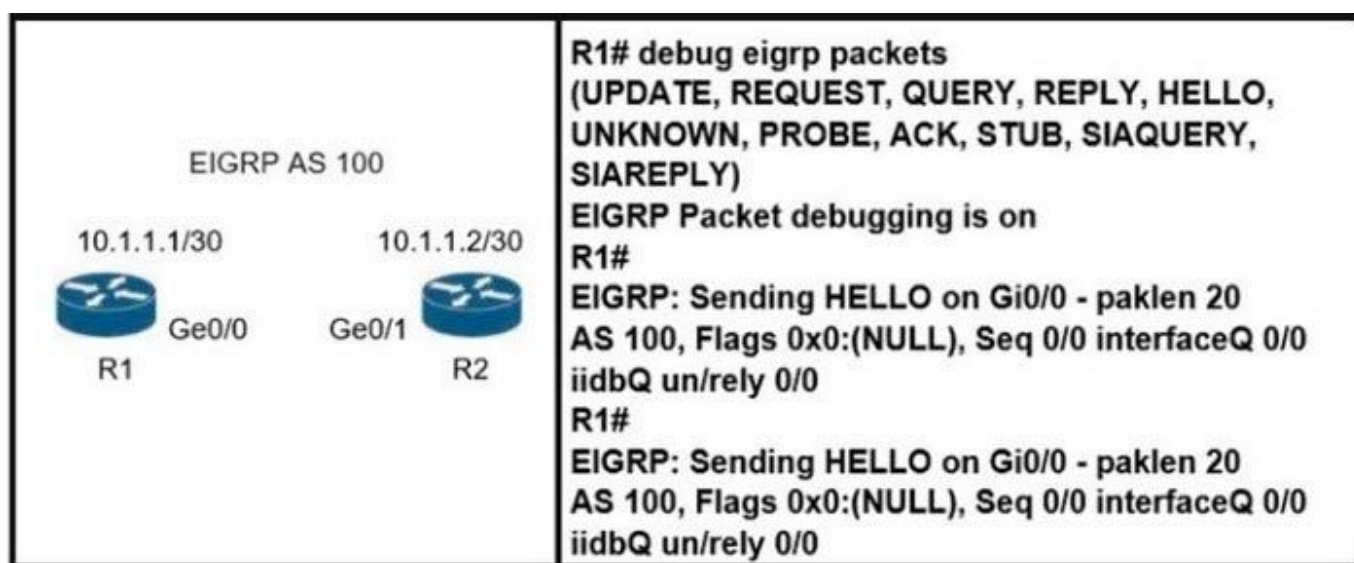 EIGRP AS 100
10.1.1.1/30
10.1.1.2/30
Ge0/0
Ge0/1
R1
R2
R1# debug eigrp packets
(UPDATE, REQUEST, QUERY, REPLY, HELLO,
UNKNOWN, PROBE, ACK, STUB, SIAQUERY,
SIAREPLY)
EIGRP Packet debugging is on
R1#
EIGRP: Sending HELLO on Gi0/0 - paklen 20
AS 100, Flags 0x0:(NULL), Seq 0/0 interfaceQ 0/0
iidbQ un/rely 0/0
R1#
EIGRP: Sending HELLO on Gi0/0 - paklen 20
AS 100, Flags 0x0:(NULL), Seq 0/0 interfaceQ 0/0
iidbQ un/rely 0/0